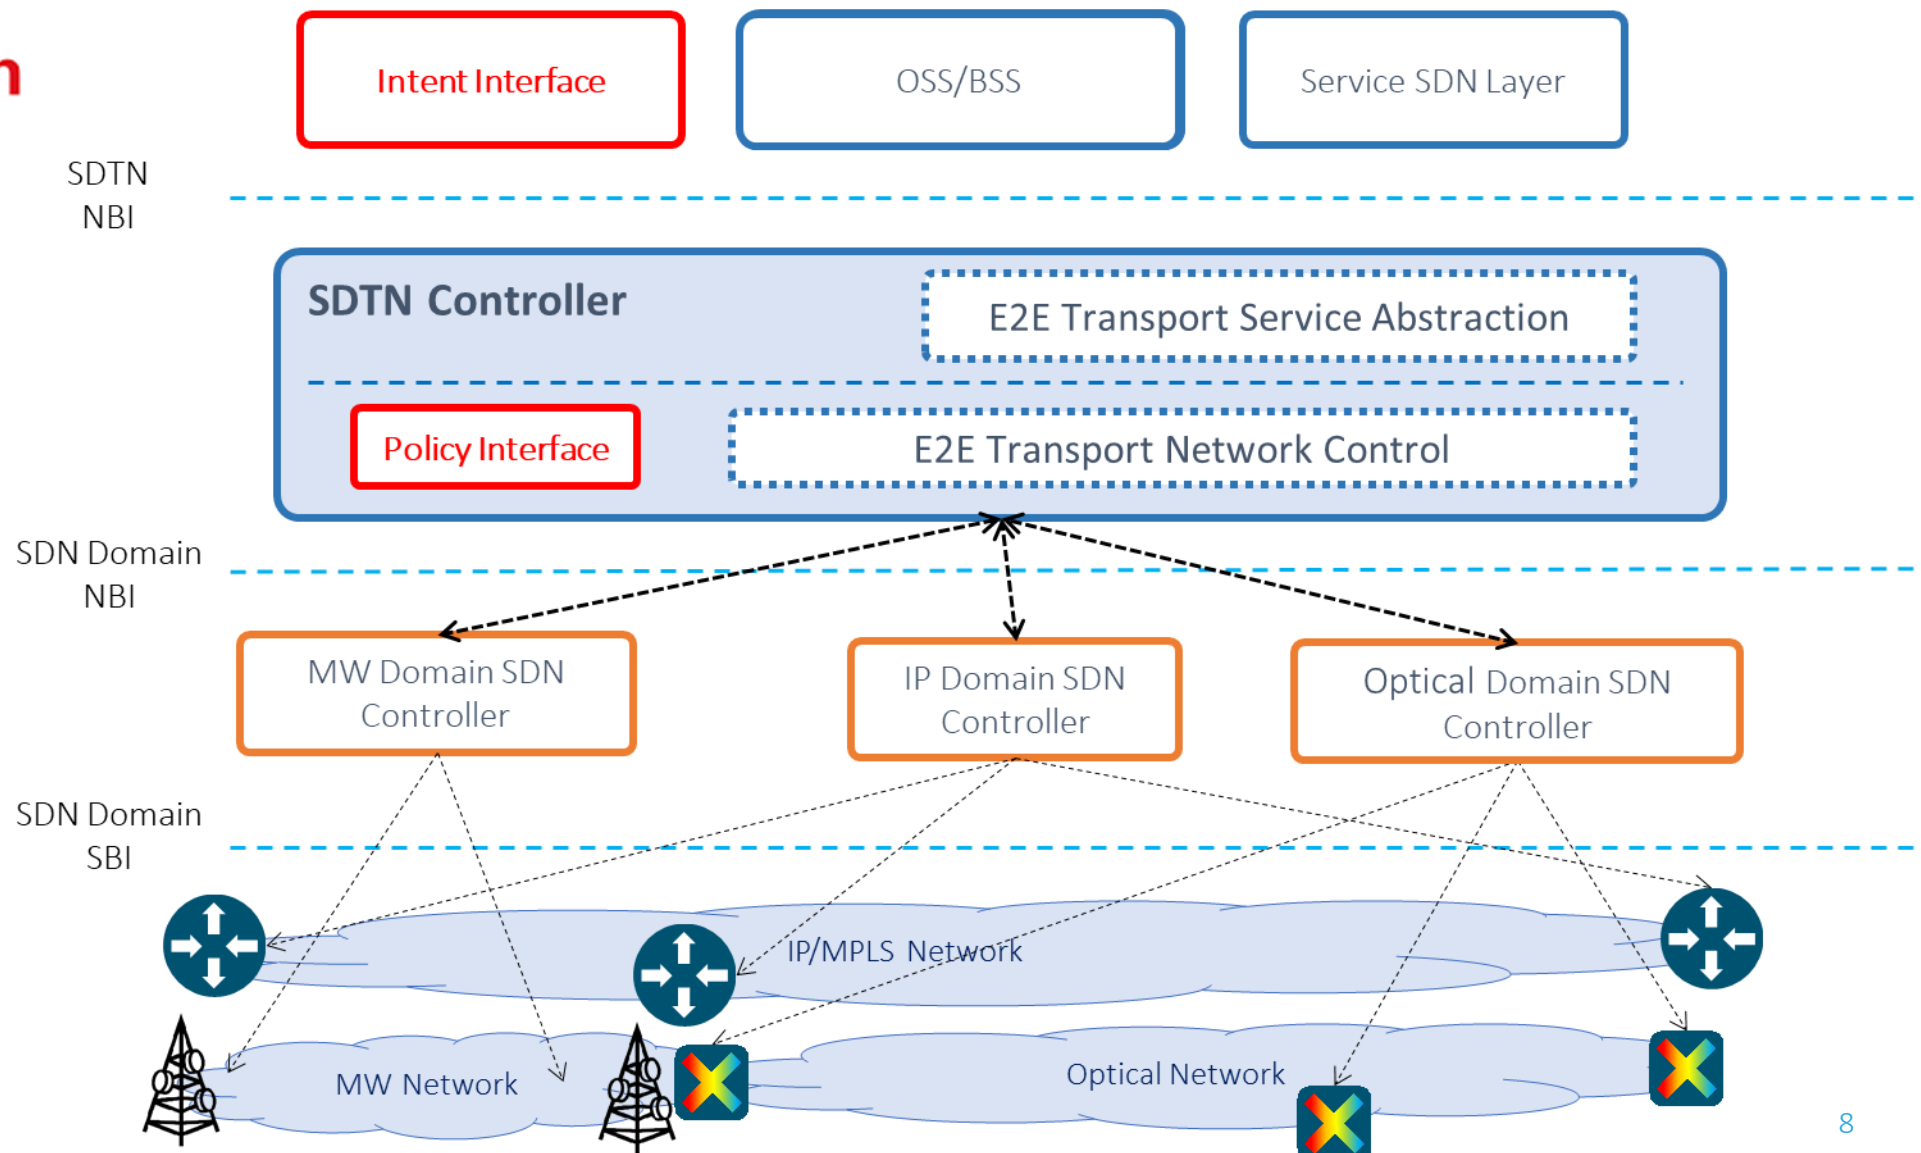 n
Intent Interface
OSS/BSS
Service SDN Layer
SDTN
NBI
SDTN Controller
E2E Transport Service Abstraction
Policy Interface
E2E Transport Network Control
SDN Domain
NBI
MW Domain SDN
Controller
IP Domain SDN
Controller
Optical Domain SDN
Controller
SDN Domain
SBI
IP/MPLS Network
MW Network
Optical Network
8